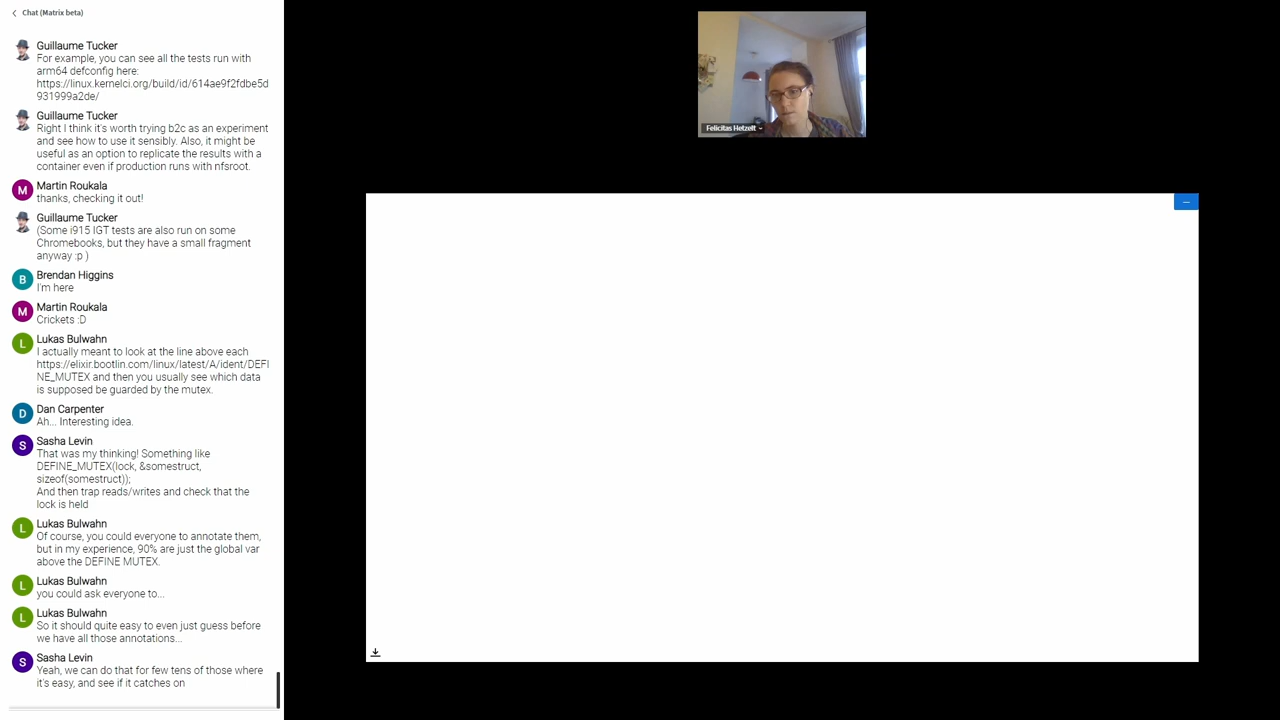 Chat (Matrix beta)
Guillaume Tucker
For example, you can see all the tests run with
arm64 defconfig here:
https://linux.kernelci.org/build/id/614ae9f2fdbe5d
931999a2de/
Guillaume Tucker
Right I think it's worth trying b2c as an experiment
and see how to use it sensibly. Also, it might be
useful as an option to replicate the results with a
container even if production runs with nfsroot.
M
Martin Roukala
thanks, checking it out!
Guillaume Tucker
(Some i915 IGT tests are also run on some
Chromebooks, but they have a small fragment
anyway :p )
B
Brendan Higgins
I'm here
M
Martin Roukala
Crickets :D
L
Lukas Bulwahn
I actually meant to look at the line above each
https://elixir.bootlin.com/linux/latest/A/ident/DEFI
NE_MUTEX and then you usually see which data
is supposed be guarded by the mutex.
D
Dan Carpenter
Ah... Interesting idea.
S
Sasha Levin
That was my thinking! Something like
DEFINE_MUTEX(lock, &somestruct,
sizeof(somestruct));
And then trap reads/writes and check that the
lock is held
L
Lukas Bulwahn
Of course, you could everyone to annotate them,
but in my experience, 90% are just the global var
above the DEFINE MUTEX.
L
Lukas Bulwahn
you could ask everyone to...
L
Lukas Bulwahn
So it should quite easy to even just guess before
we have all those annotations...
S
Sasha Levin
Yeah, we can do that for few tens of those where
it's easy, and see if it catches on
Felicitas Hetzelt